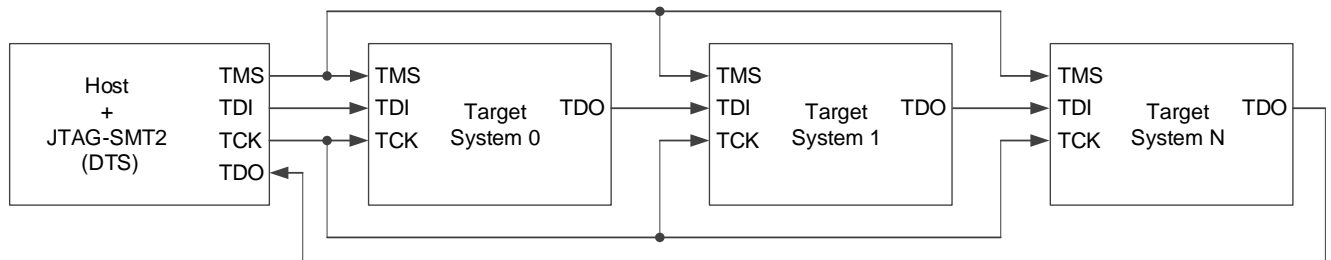 Host
+
JTAG-SMT2
(DTS)
TMS
TDI
TCK
TDO
TMS
TDI
TCK
Target
System 0
TDO
TMS
TDI
TCK
Target
System 1
TDO
TMS
TDI
TCK
Target
System N
TDO